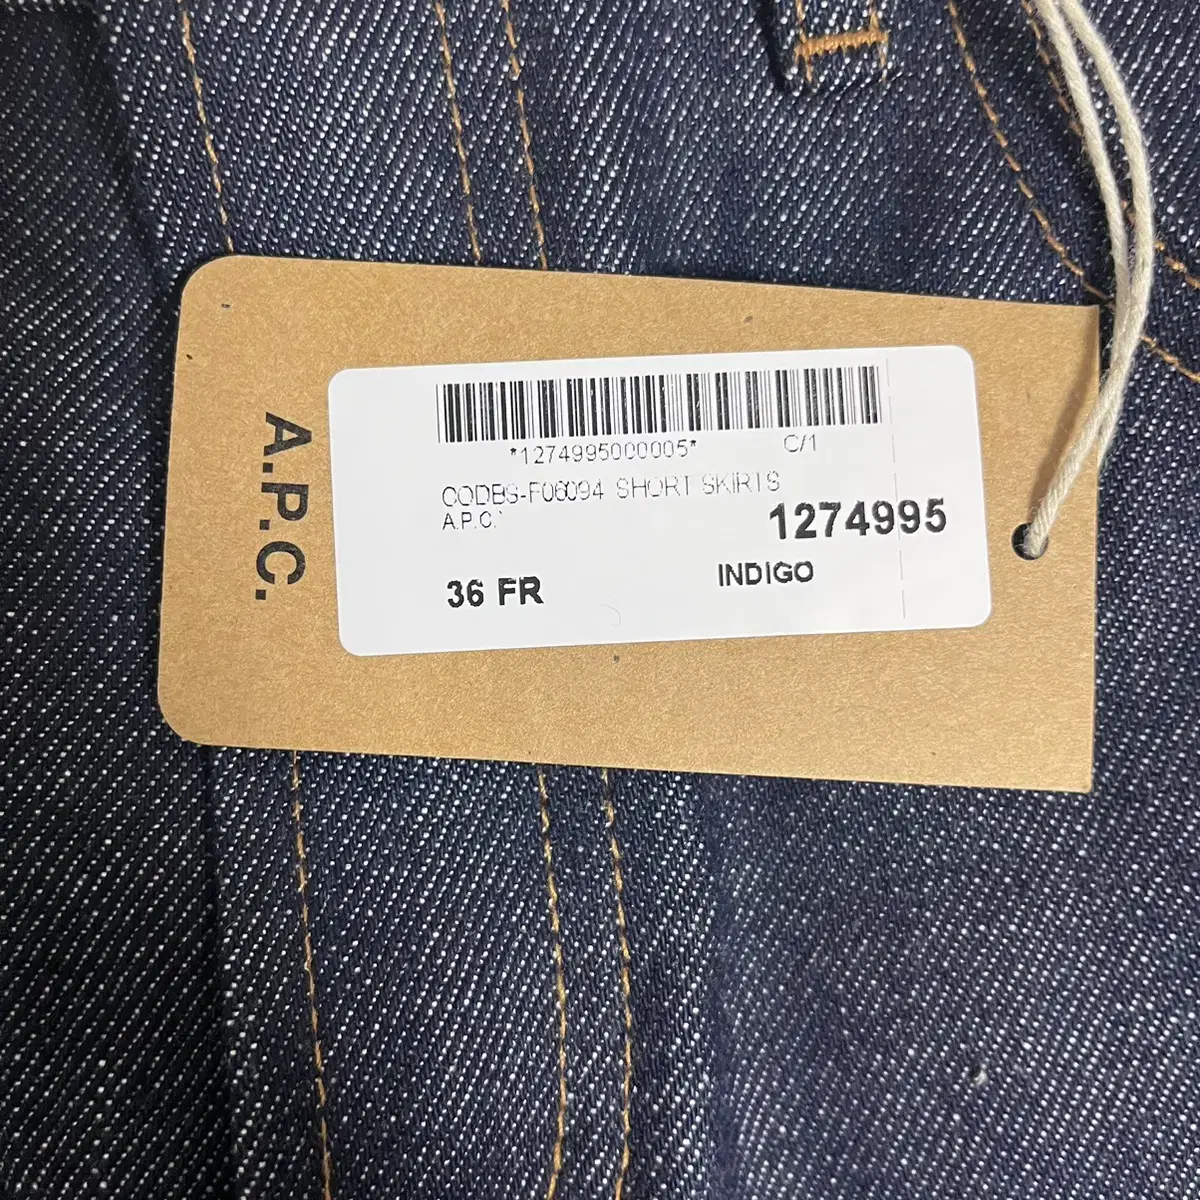 A.P.C.
*1274995000005*
C/1
CODBS-F06094 SHORT SKIRTS
A.P.C.
1274995
36 FR
INDIGO